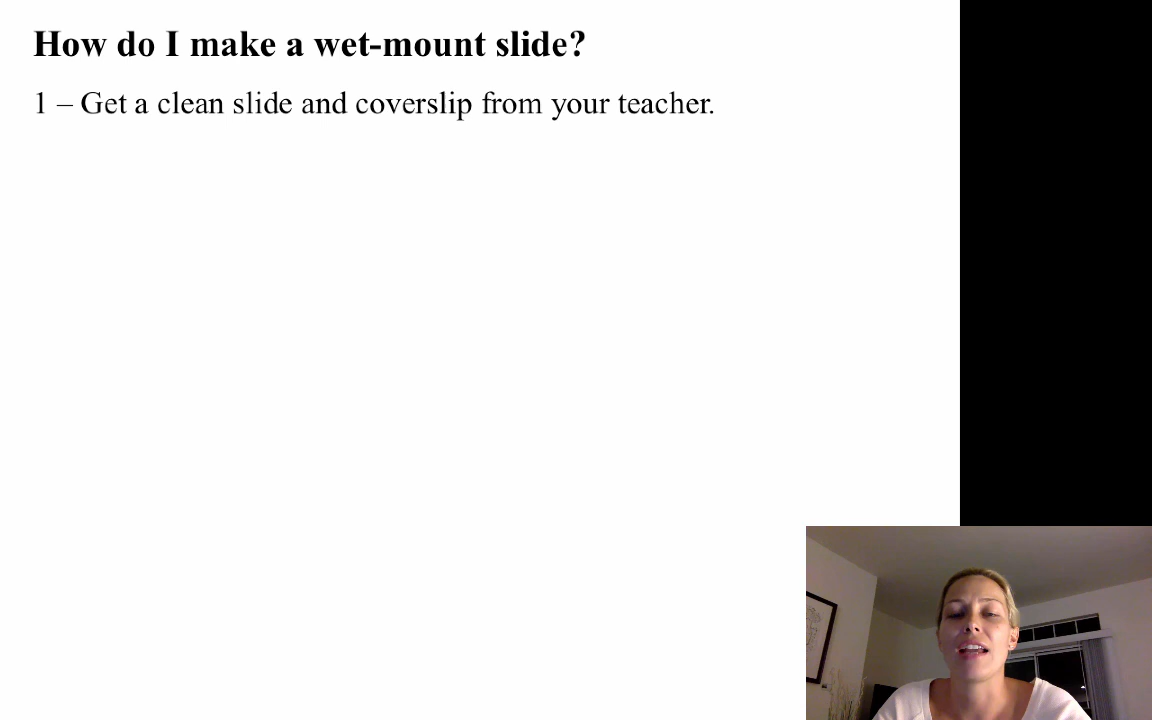 How do I make a wet-mount slide?
1 – Get a clean slide and coverslip from your teacher.